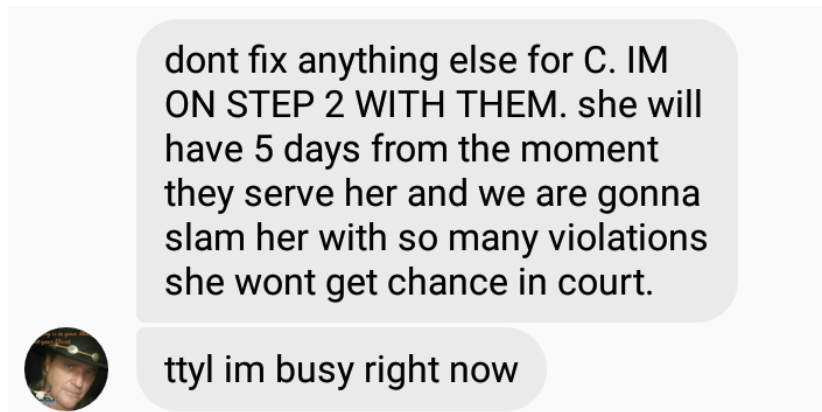 dont fix anything else for C. IM
ON STEP 2 WITH THEM. she will
have 5 days from the moment
they serve her and we are gonna
slam her with so many violations
she wont get chance in court.
ttyl im busy right now